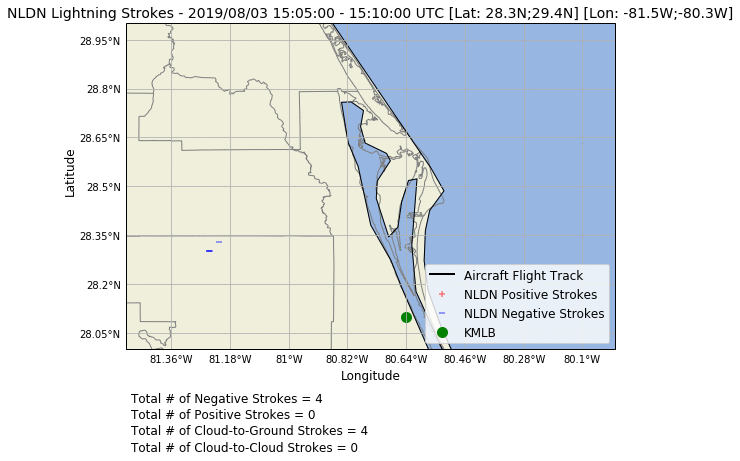 NLDN Lightning Strokes - 2019/08/03 15:05:00 - 15:10:00 UTC [Lat: 28.3N;29.4N] [Lon: -81.5W;-80.3W]
28.95°N
28.8°N
28.65°N
28.5°N
28.35°N
28.2°N
28.05°N
Latitude
Aircraft Flight Track
NLDN Positive Strokes
NLDN Negative Strokes
KMLB
81.36°W 81.18°W 81°W 80.82°W 80.64°W 80.46°W 80.28°W 80.1°W
Longitude
Total # of Negative Strokes = 4
Total # of Positive Strokes = 0
Total # of Cloud-to-Ground Strokes = 4
Total # of Cloud-to-Cloud Strokes = 0